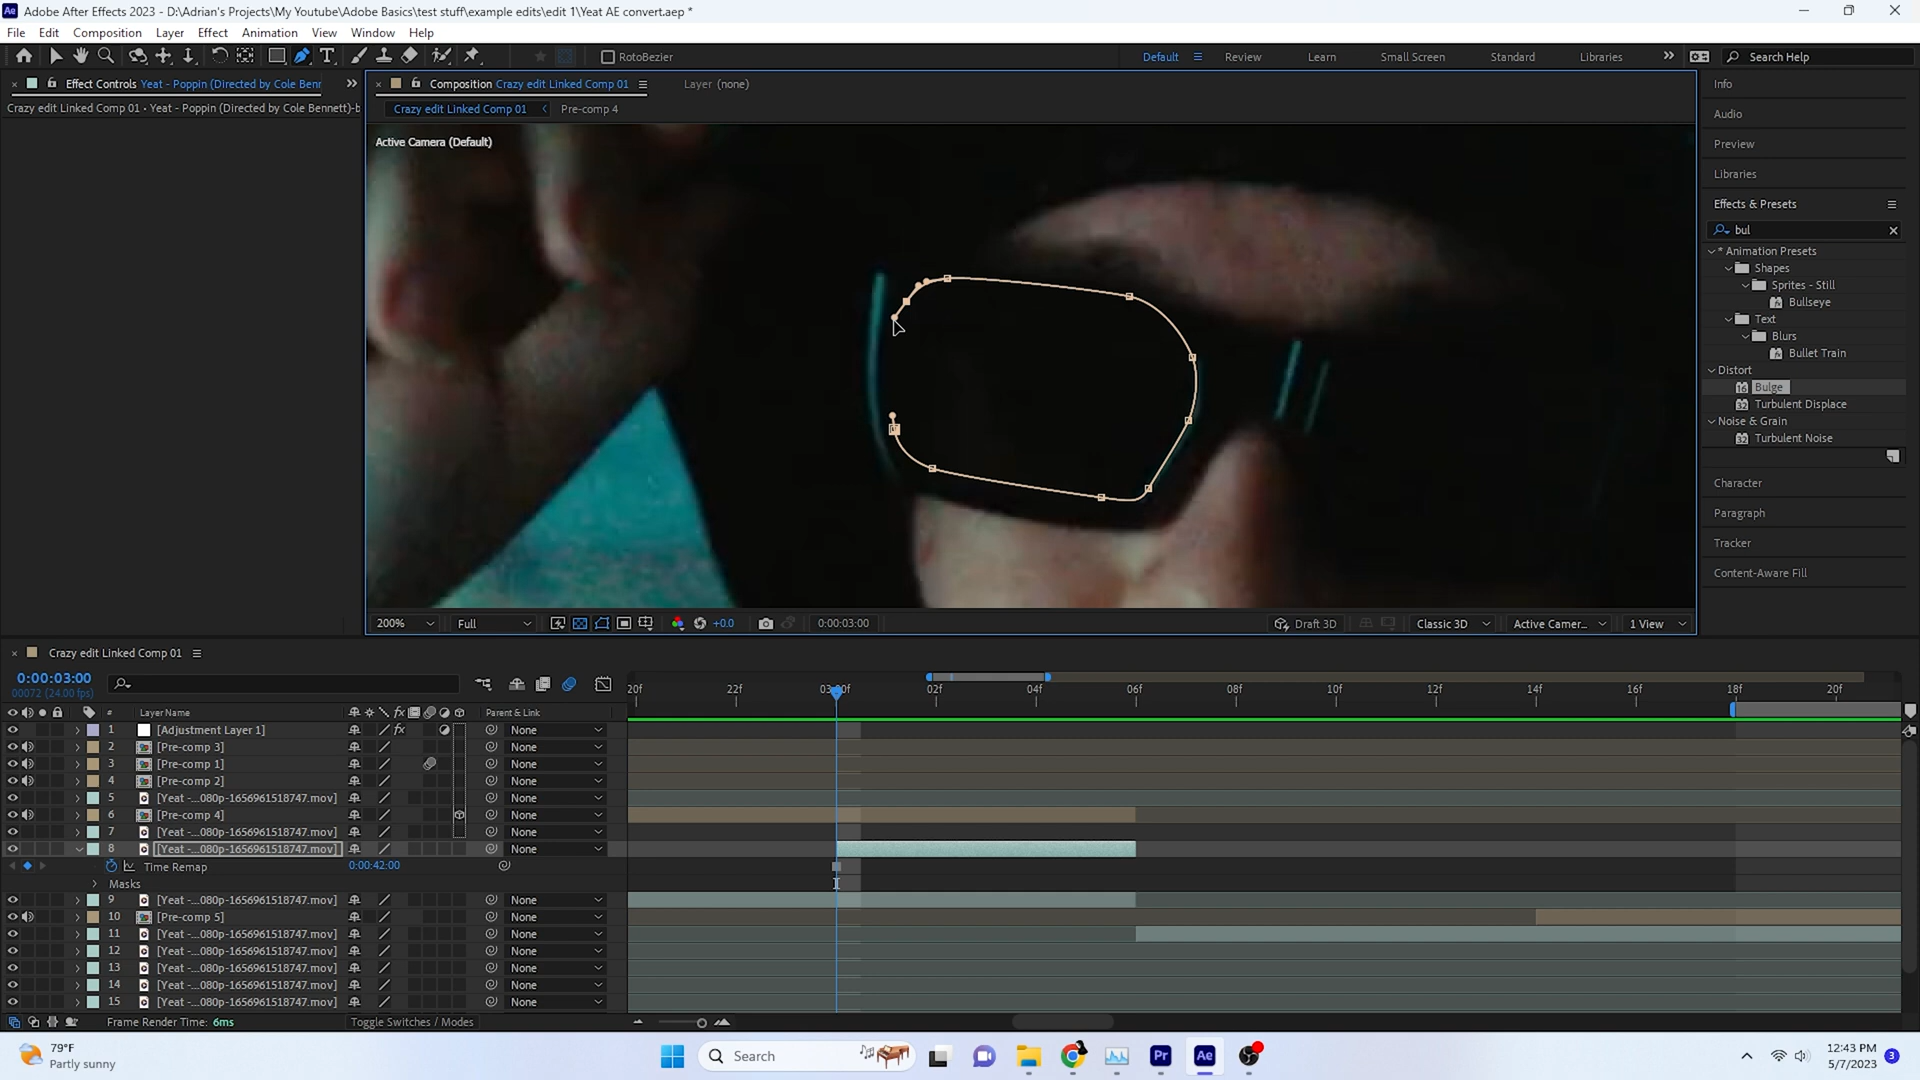 Adobe After Effects 2023 - D:\Adrian's Projects\My Youtube\Adobe Basics\test stuff\example edits\edit 1\Yeat AE convert.aep *
File Edit Composition Layer Effect Animation View Window Help
RotoBezier
Default Review Learn Small Screen Standard Libraries Search Help
Effect Controls Yeat - Poppin (Directed by Cole Benn
Crazy edit Linked Comp 01 • Yeat - Poppin (Directed by Cole Bennett)-b
Composition Crazy edit Linked Comp 01
Layer (none)
Crazy edit Linked Comp 01 Pre-comp 4
Active Camera (Default)
Info
Audio
Preview
Libraries
Effects & Presets
bul
* Animation Presets
Shapes
Sprites - Still
Bullseye
Text
Blurs
Bullet Train
Distort
Bulge
Turbulent Displace
Noise & Grain
Turbulent Noise
Character
Paragraph
Tracker
Content-Aware Fill
200% Full +0.0 0:00:03:00 Draft 3D Classic 3D Active Camer... 1 View
Crazy edit Linked Comp 01
0:00:03:00
00072 (24.00 fps)
20f 22f 03:00f 02f 04f 06f 08f 10f 12f 14f 16f 18f 20f
# Layer Name Parent & Link
1 [Adjustment Layer 1] None
2 [Pre-comp 3] None
3 [Pre-comp 1] None
4 [Pre-comp 2] None
5 [Yeat -...080p-1656961518747.mov] None
6 [Pre-comp 4] None
7 [Yeat -...080p-1656961518747.mov] None
8 [Yeat -...080p-1656961518747.mov] None
Time Remap 0:00:42:00
Masks
9 [Yeat -...080p-1656961518747.mov] None
10 [Pre-comp 5] None
11 [Yeat -...080p-1656961518747.mov] None
12 [Yeat -...080p-1656961518747.mov] None
13 [Yeat -...080p-1656961518747.mov] None
14 [Yeat -...080p-1656961518747.mov] None
15 [Yeat -...080p-1656961518747.mov] None
Frame Render Time: 6ms Toggle Switches / Modes
79°F
Partly sunny
Search
Pr
Ae
12:43 PM
5/7/2023
3